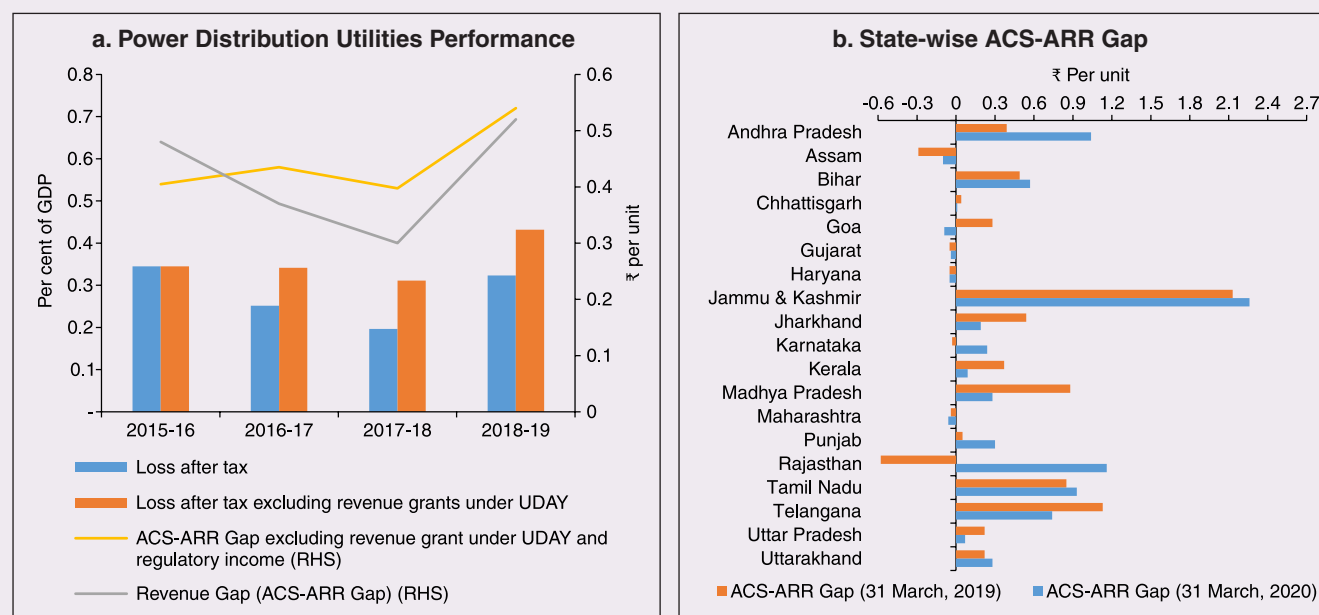 a. Power Distribution Utilities Performance
0.8
0.7
0.6
0.5
0.4
0.3
0.2
0.1
-
Per cent of GDP
0.6
0.5
0.4
0.3
0.2
0.1
0
₹ per unit
2015-16 2016-17 2017-18 2018-19
Loss after tax
Loss after tax excluding revenue grants under UDAY
ACS-ARR Gap excluding revenue grant under UDAY and
regulatory income (RHS)
Revenue Gap (ACS-ARR Gap) (RHS)
b. State-wise ACS-ARR Gap
₹ Per unit
-0.6 -0.3 0 0.3 0.6 0.9 1.2 1.5 1.8 2.1 2.4 2.7
Andhra Pradesh
Assam
Bihar
Chhattisgarh
Goa
Gujarat
Haryana
Jammu & Kashmir
Jharkhand
Karnataka
Kerala
Madhya Pradesh
Maharashtra
Punjab
Rajasthan
Tamil Nadu
Telangana
Uttar Pradesh
Uttarakhand
ACS-ARR Gap (31 March, 2019) ACS-ARR Gap (31 March, 2020)